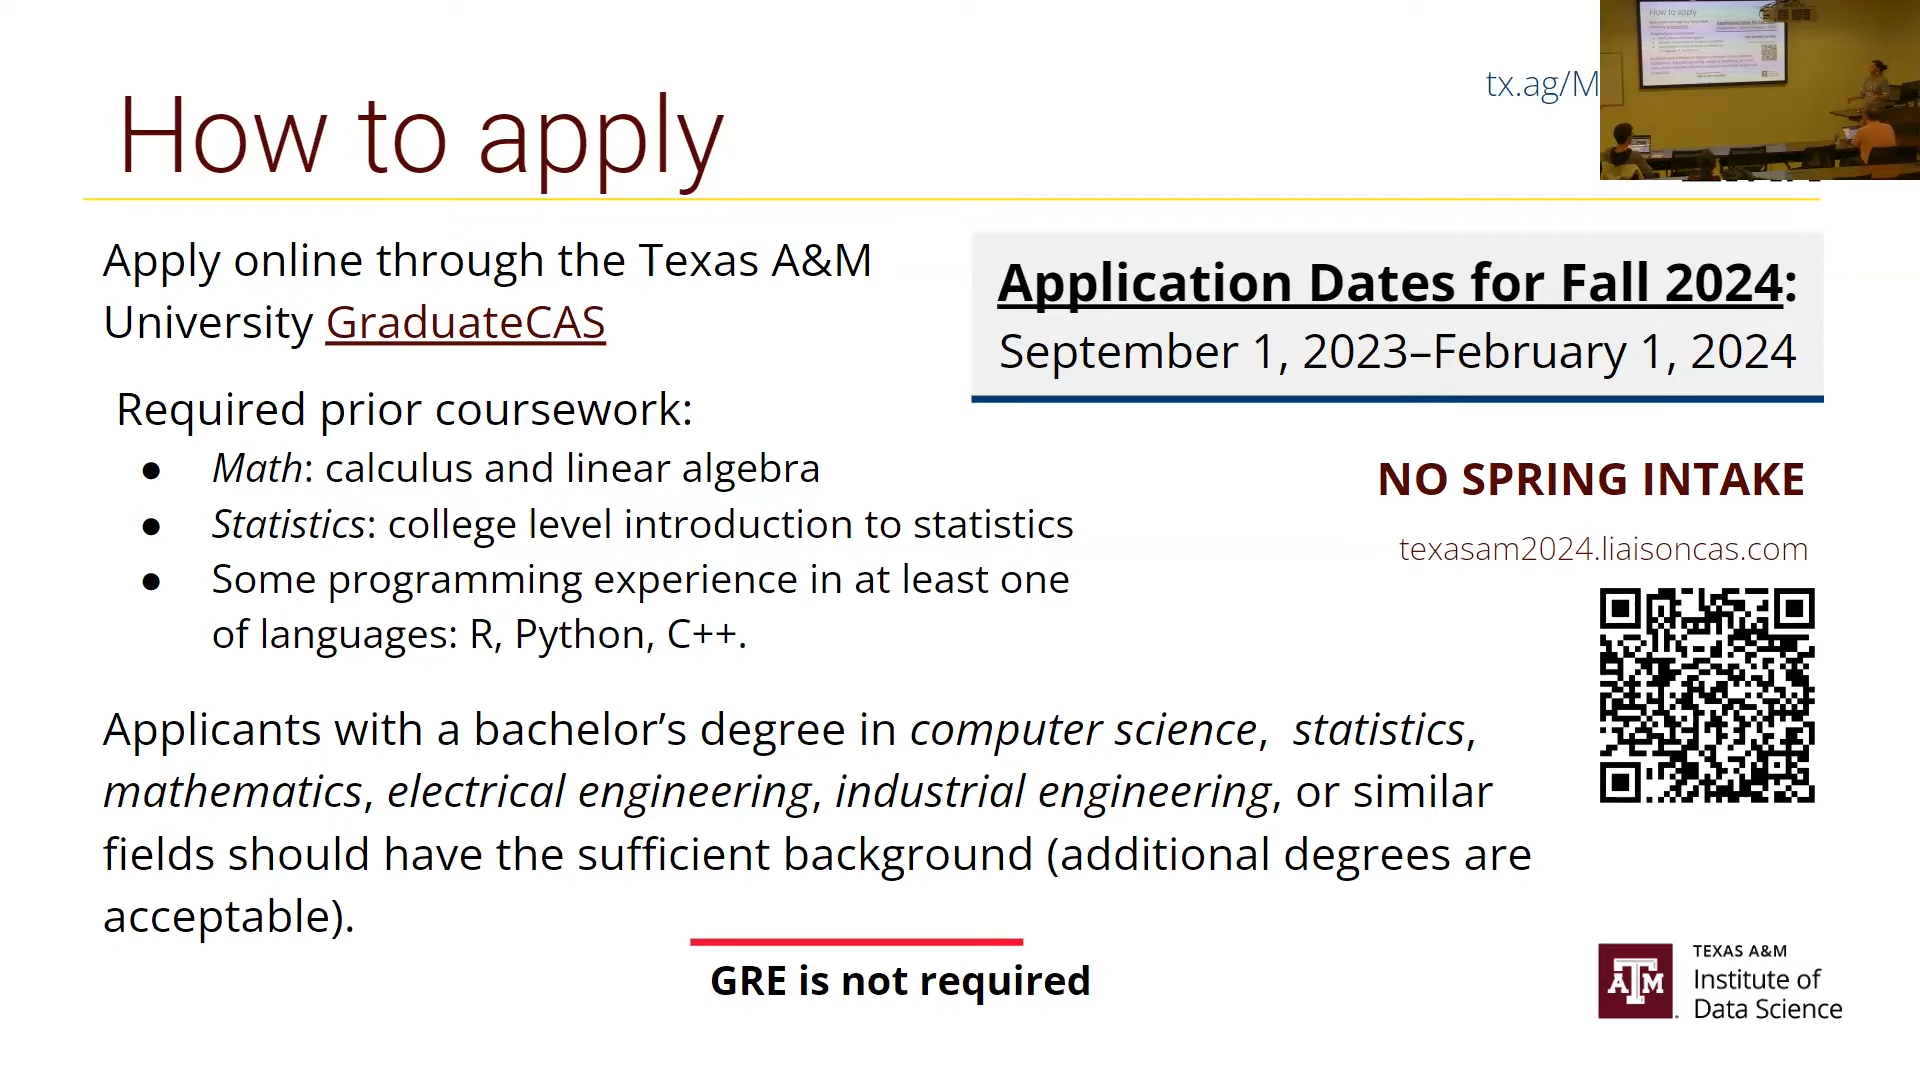 How to apply
tx.ag/M
Apply online through the Texas A&M
University GraduateCAS
Application Dates for Fall 2024:
September 1, 2023–February 1, 2024
Required prior coursework:
● Math: calculus and linear algebra
● Statistics: college level introduction to statistics
● Some programming experience in at least one
of languages: R, Python, C++.
NO SPRING INTAKE
texasam2024.liaisoncas.com
Applicants with a bachelor’s degree in computer science, statistics,
mathematics, electrical engineering, industrial engineering, or similar
fields should have the sufficient background (additional degrees are
acceptable).
GRE is not required
ATM
TEXAS A&M
Institute of
Data Science
How to apply